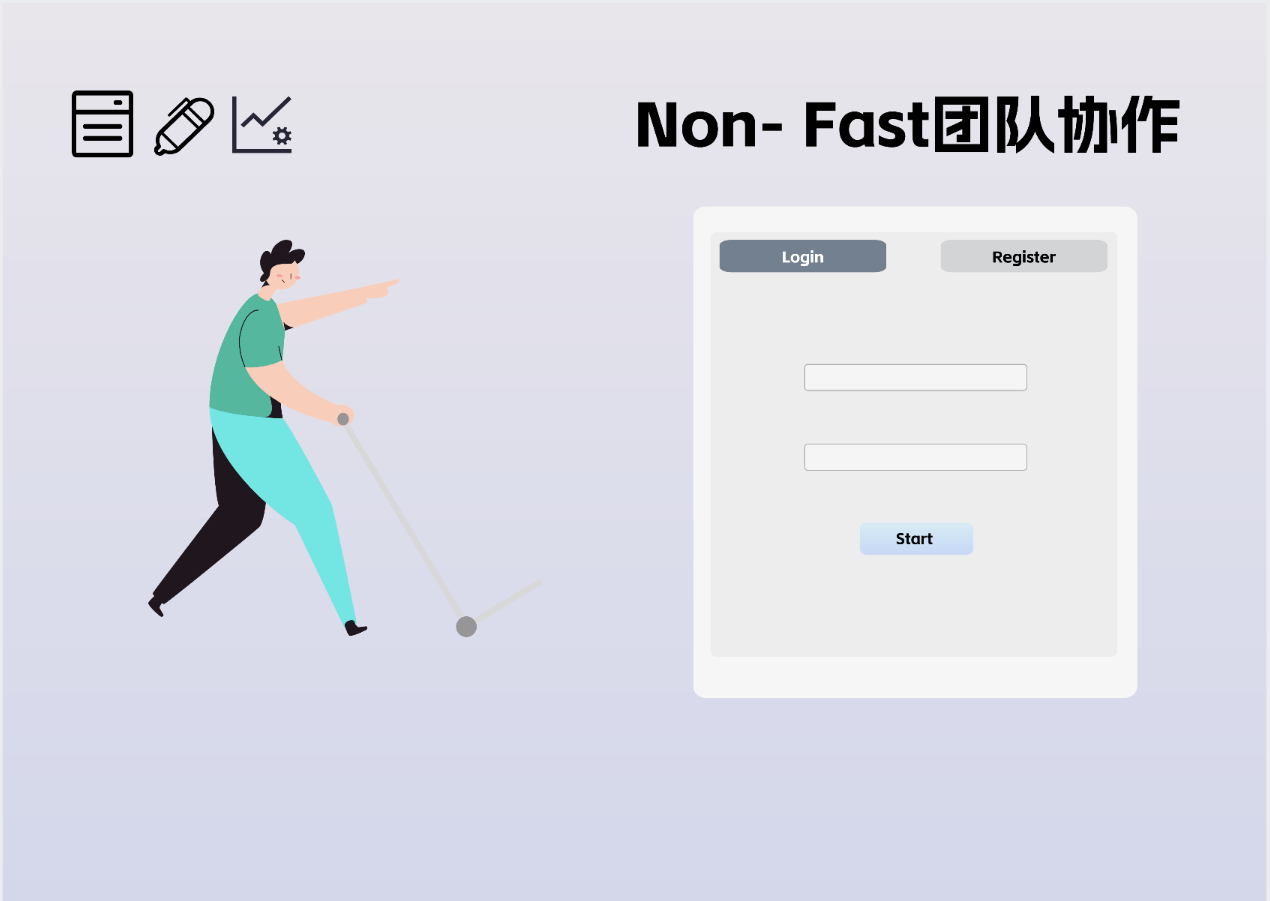 Non- Fast团队协作
Login
Register
Start